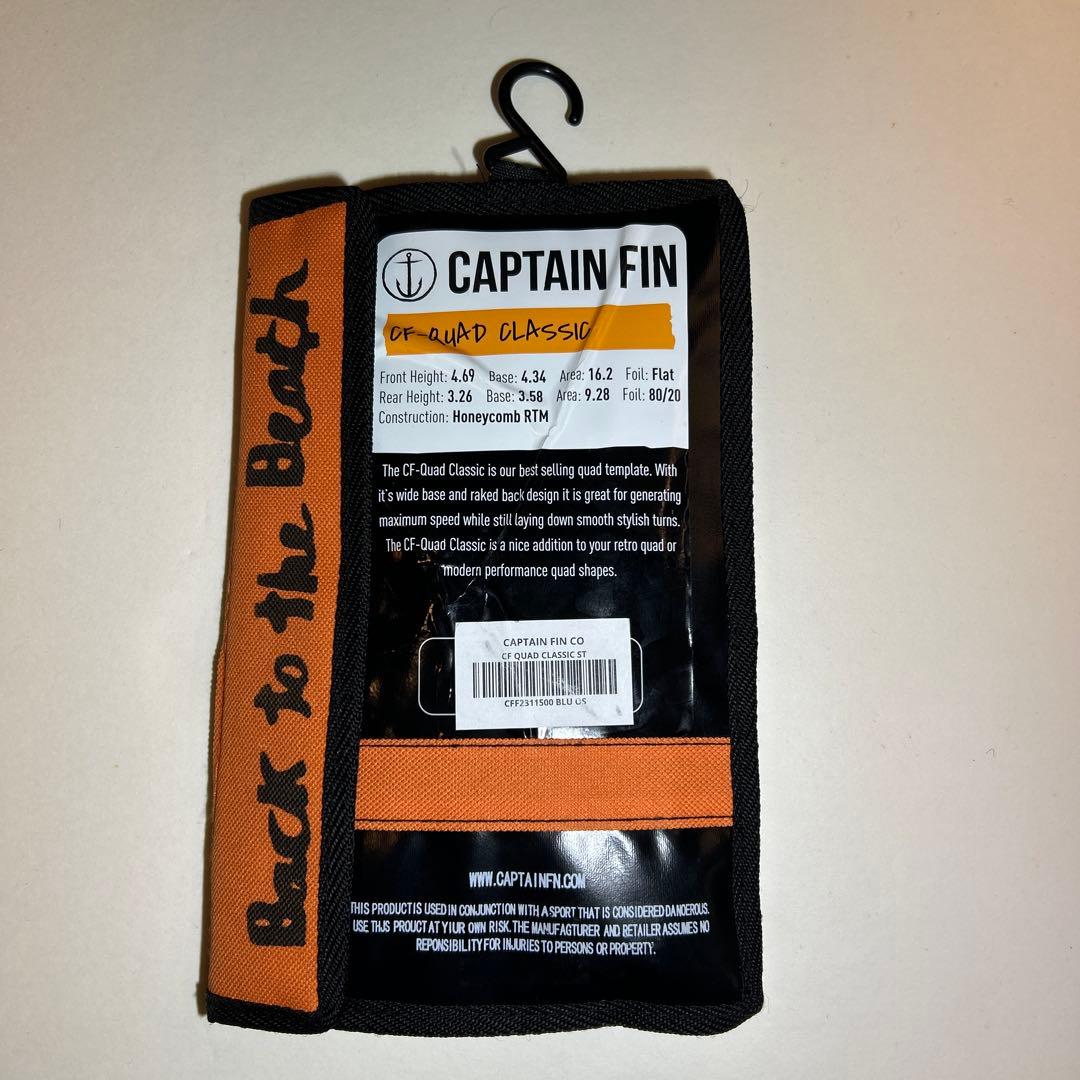 Back to the Beach
CAPTAIN FIN
CF-QUAD CLASSIC
Front Height: 4.69 Base: 4.34 Area: 16.2 Foil: Flat
Rear Height: 3.26 Base: 3.58 Area: 9.28 Foil: 80/20
Construction: Honeycomb RTM
The CF-Quad Classic is our best selling quad template. With
it's wide base and raked back design it is great for generating
maximum speed while still laying down smooth stylish turns.
The CF-Quad Classic is a nice addition to your retro quad or
modern performance quad shapes.
CAPTAIN FIN CO
CF QUAD CLASSIC ST
CFF2311500 BLU OS
WWW.CAPTAINFN.COM
THIS PRODUCT IS USED IN CONJUNCTION WITH A SPORT THAT IS CONSIDERED DANGEROUS.
USE THJS PROUCT AT YIUR OWN RISK. THE MANUFAGTURER AND RETAILER ASSUMES NO
REPONSIBILITY FOR INJURIES TO PERSONS OR PROPERTY.